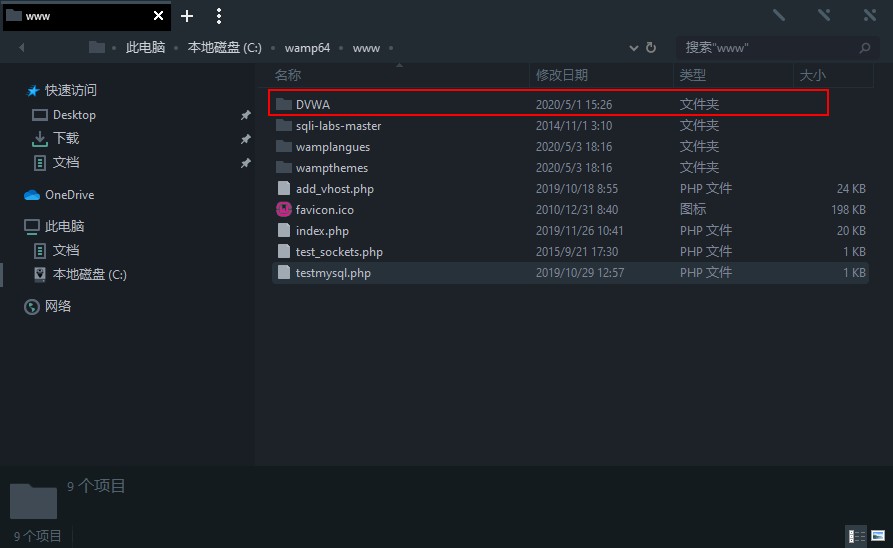 www
此电脑 本地磁盘 (C:) wamp64 www
搜索"www"
名称 修改日期 类型 大小
快速访问
Desktop
下载
文档
OneDrive
此电脑
文档
本地磁盘 (C:)
网络
DVWA 2020/5/1 15:26 文件夹
sqli-labs-master 2014/11/1 3:10 文件夹
wamplangues 2020/5/3 18:16 文件夹
wampthemes 2020/5/3 18:16 文件夹
add_vhost.php 2019/10/18 8:55 PHP 文件 24 KB
favicon.ico 2010/12/31 8:40 图标 198 KB
index.php 2019/11/26 10:41 PHP 文件 20 KB
test_sockets.php 2015/9/21 17:30 PHP 文件 1 KB
testmysql.php 2019/10/29 12:57 PHP 文件 1 KB
9 个项目
9 个项目